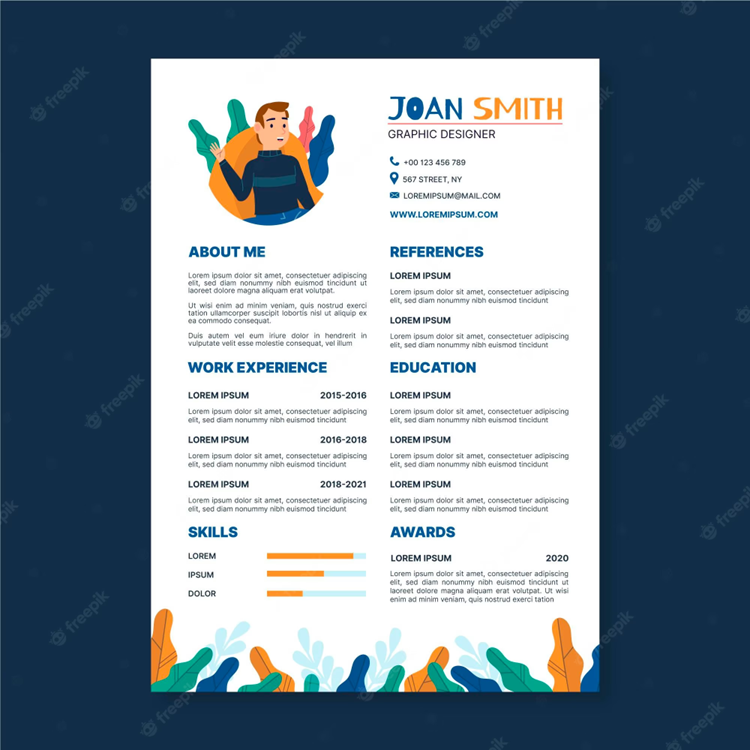 JOAN SMITH
GRAPHIC DESIGNER
+00 123 456 789
567 STREET, NY
LOREMIPSUM@MAIL.COM
WWW.LOREMIPSUM.COM
ABOUT ME
Lorem ipsum dolor sit amet, consectetuer adipiscing
elit, sed diam nonummy nibh euismod tincidunt ut
laoreet dolore magna aliquam erat volutpat.
Ut wisi enim ad minim veniam, quis nostrud exerci
tation ullamcorper suscipit lobortis nisl ut aliquip
ex ea commodo consequat.
Duis autem vel eum iriure dolor in hendrerit in
vulputate velit esse molestie consequat, vel illum
WORK EXPERIENCE
LOREM IPSUM 2015-2016
Lorem ipsum dolor sit amet, consectetuer adipiscing
elit, sed diam nonummy nibh euismod tincidunt
LOREM IPSUM 2016-2018
Lorem ipsum dolor sit amet, consectetuer adipiscing
elit, sed diam nonummy nibh euismod tincidunt
LOREM IPSUM 2018-2021
Lorem ipsum dolor sit amet, consectetuer adipiscing
elit, sed diam nonummy nibh euismod tincidunt
SKILLS
LOREM
IPSUM
DOLOR
REFERENCES
LOREM IPSUM
Lorem ipsum dolor sit amet, consectetuer adipiscing
elit, sed diam nonummy nibh euismod tincidunt
LOREM IPSUM
Lorem ipsum dolor sit amet, consectetuer adipiscing
elit, sed diam nonummy nibh euismod tincidunt
EDUCATION
LOREM IPSUM
Lorem ipsum dolor sit amet, consectetuer adipiscing
elit, sed diam nonummy nibh euismod tincidunt
LOREM IPSUM
Lorem ipsum dolor sit amet, consectetuer adipiscing
elit, sed diam nonummy nibh euismod tincidunt
LOREM IPSUM
Lorem ipsum dolor sit amet, consectetuer adipiscing
elit, sed diam nonummy nibh euismod tincidunt
AWARDS
LOREM IPSUM 2020
Lorem ipsum dolor sit amet, consectetuer adipiscing
elit, sed diam nonummy nibh euismod tincidunt ut
laoreet dolore magna aliquam erat volutpat. Ut wisi
enim ad minim veniam, quis nostrud exerci tation
freepik
freepik
freepik
freepik
freepik
freepik
freepik
freepik
freepik
freepik
freepik